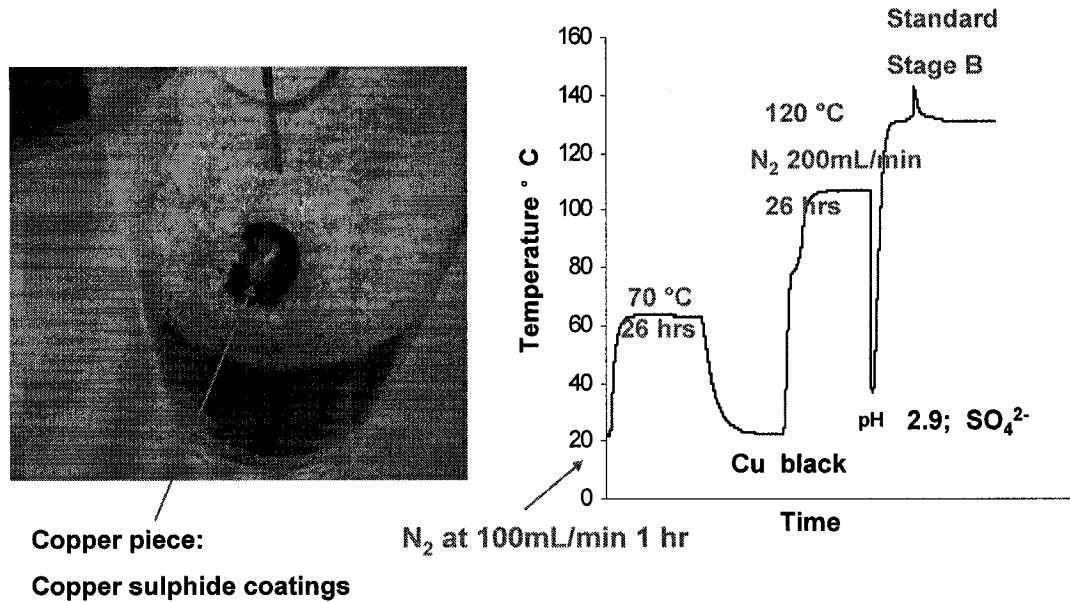 Copper piece:
Copper sulphide coatings
N₂ at 100mL/min 1 hr
Standard
Stage B
120 °C
N₂ 200mL/min
26 hrs
70 °C
26 hrs
pH 2.9; SO₄²⁻
Cu black
Temperature ° C
160
140
120
100
80
60
40
20
0
Time